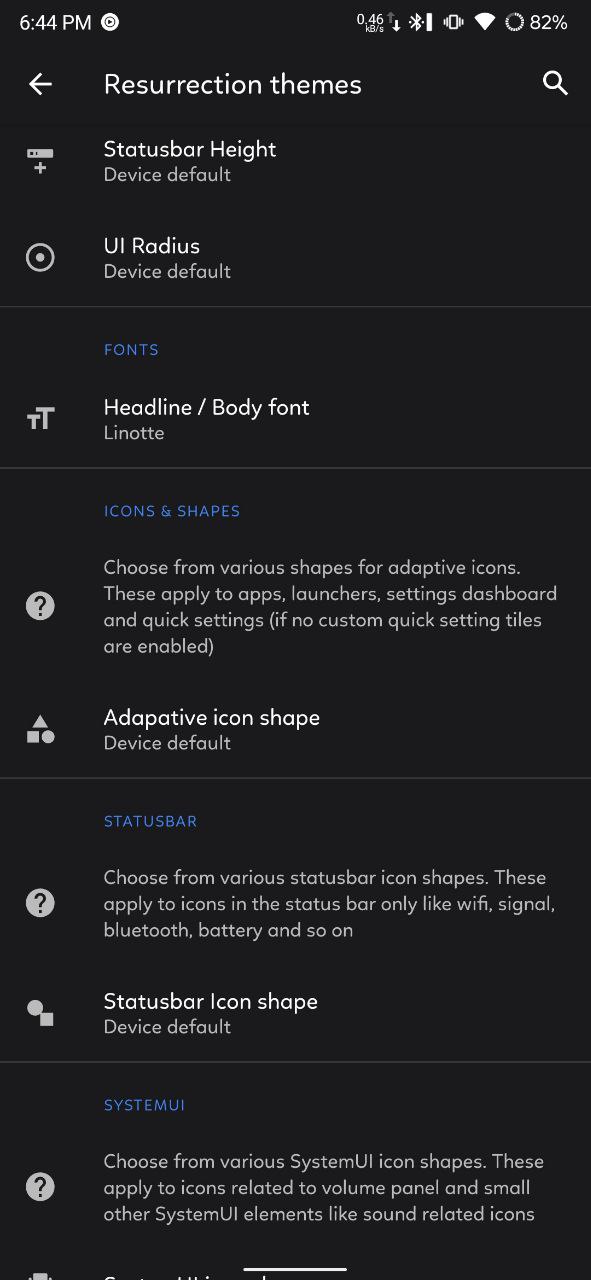 6:44 PM 0.46 kB/s 82%
Resurrection themes
Statusbar Height
Device default
UI Radius
Device default
FONTS
Headline / Body font
Linotte
ICONS & SHAPES
Choose from various shapes for adaptive icons.
These apply to apps, launchers, settings dashboard
and quick settings (if no custom quick setting tiles
are enabled)
Adapative icon shape
Device default
STATUSBAR
Choose from various statusbar icon shapes. These
apply to icons in the status bar only like wifi, signal,
bluetooth, battery and so on
Statusbar Icon shape
Device default
SYSTEMUI
Choose from various SystemUI icon shapes. These
apply to icons related to volume panel and small
other SystemUI elements like sound related icons